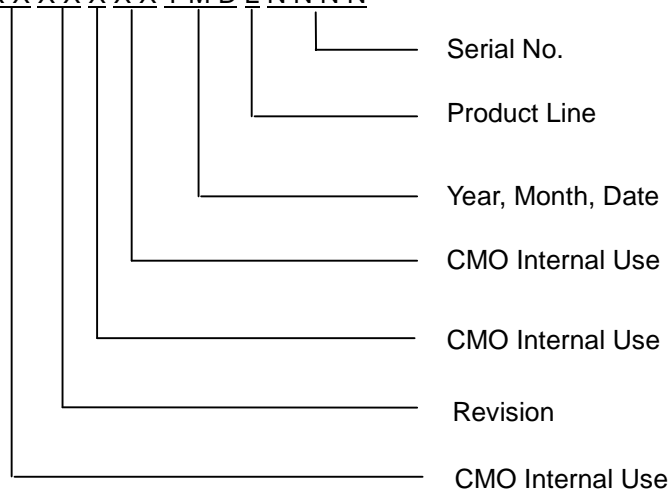 Serial No.
Product Line
Year, Month, Date
CMO Internal Use
CMO Internal Use
Revision
CMO Internal Use